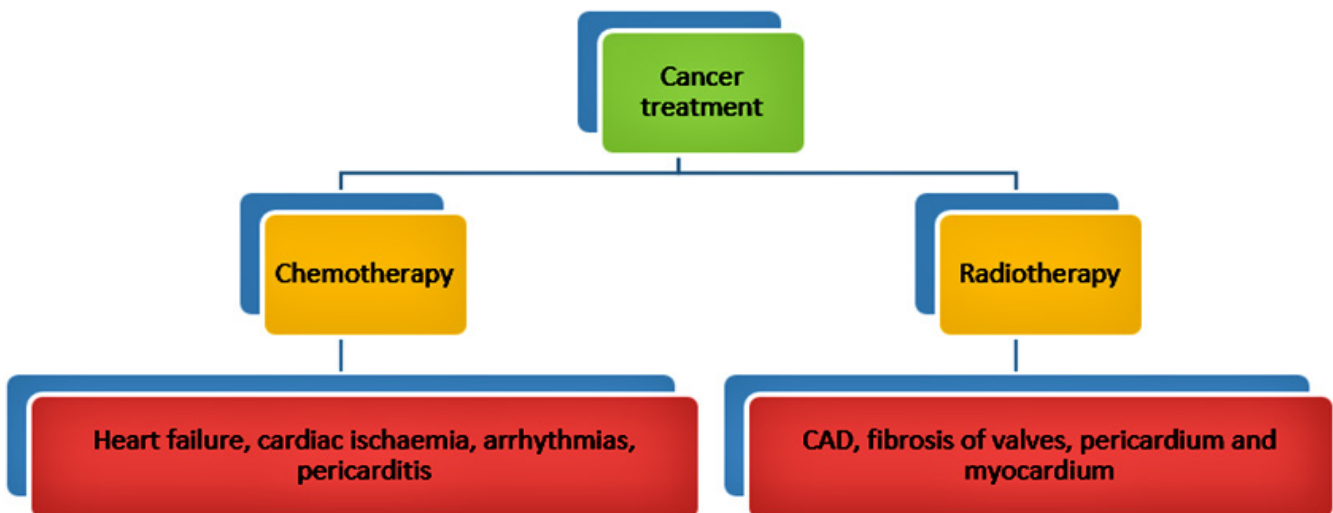 Cancer
treatment
Chemotherapy
Radiotherapy
Heart failure, cardiac ischaemia, arrhythmias,
pericarditis
CAD, fibrosis of valves, pericardium and
myocardium